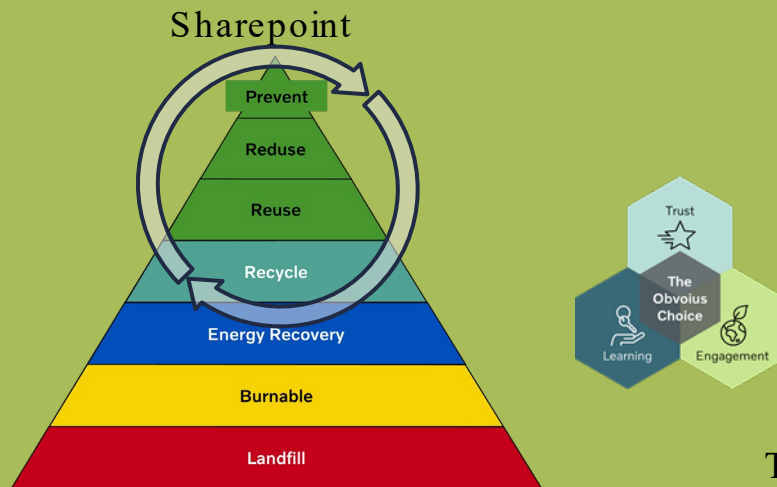 Sharepoint
Prevent
Reduse
Reuse
Recycle
Energy Recovery
Burnable
Landfill
Trust
The
Obvoius
Choice
Learning
Engagement
T